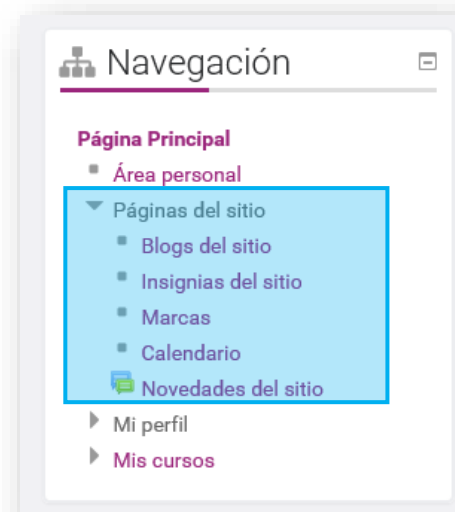 Navegación
Página Principal
Área personal
Páginas del sitio
Blogs del sitio
Insignias del sitio
Marcas
Calendario
Novedades del sitio
Mi perfil
Mis cursos